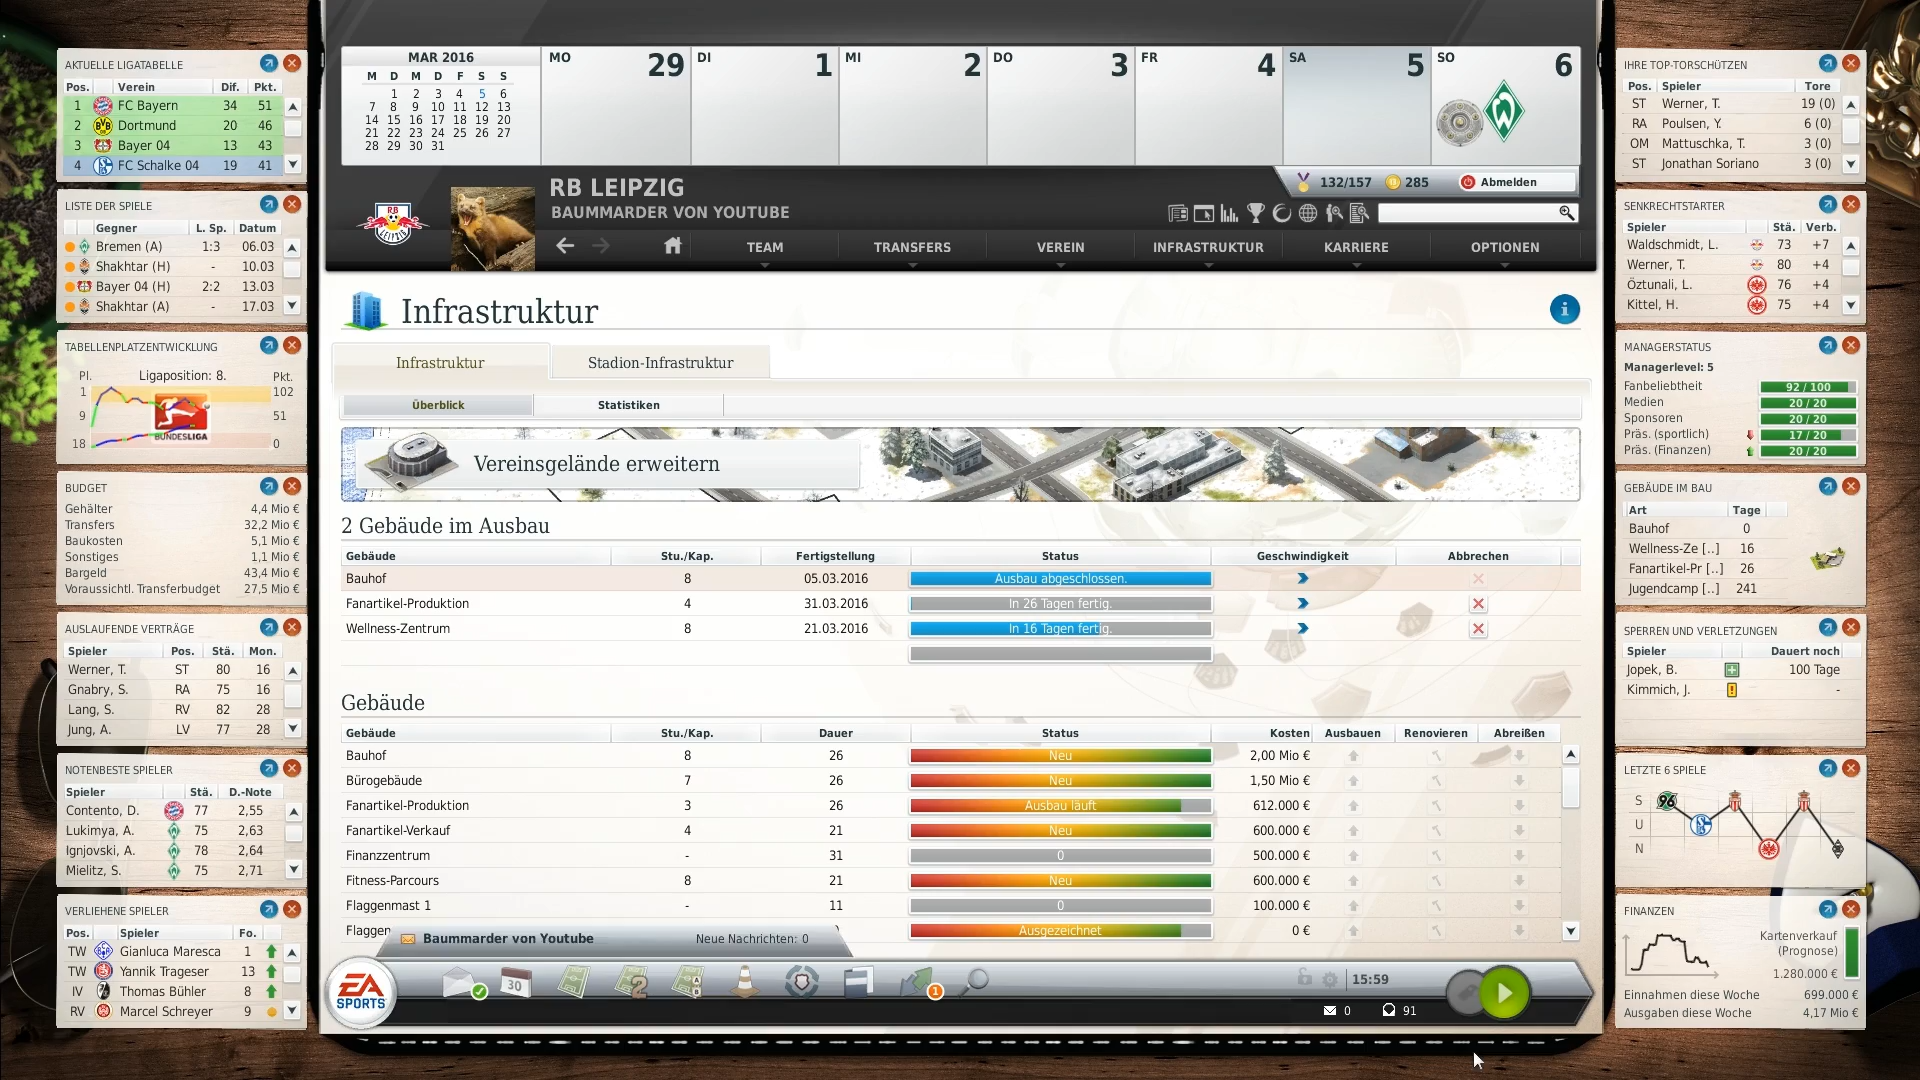 AKTUELLE LIGATABELLE
Pos. Verein Dif. Pkt.
1 FC Bayern 34 51
2 Dortmund 20 46
3 Bayer 04 13 43
4 FC Schalke 04 19 41
LISTE DER SPIELE
Gegner L. Sp. Datum
Bremen (A) 1:3 06.03
Shakhtar (H) - 10.03
Bayer 04 (H) 2:2 13.03
Shakhtar (A) - 17.03
TABELLENPLATZENTWICKLUNG
Pl. Ligaposition: 8. Pkt.
1 102
9 51
18 0
BUNDESLIGA
BUDGET
Gehälter 4,4 Mio €
Transfers 32,2 Mio €
Baukosten 5,1 Mio €
Sonstiges 1,1 Mio €
Bargeld 43,4 Mio €
Voraussichtl. Transferbudget 27,5 Mio €
AUSLAUFENDE VERTRÄGE
Spieler Pos. Stä. Mon.
Werner, T. ST 80 16
Gnabry, S. RA 75 16
Lang, S. RV 82 28
Jung, A. LV 77 28
NOTENBESTE SPIELER
Spieler Stä. D.-Note
Contento, D. 77 2,55
Lukimya, A. 75 2,63
Ignjovski, A. 78 2,64
Mielitz, S. 75 2,71
VERLIEHENE SPIELER
Pos. Spieler Fo.
TW Gianluca Maresca 1
TW Yannik Trageser 13
IV Thomas Bühler 8
RV Marcel Schreyer 9
MAR 2016
M D M D F S S
1 2 3 4 5 6
7 8 9 10 11 12 13
14 15 16 17 18 19 20
21 22 23 24 25 26 27
28 29 30 31
MO 29 DI 1 MI 2 DO 3 FR 4 SA 5 SO 6
132/157 285 Abmelden
RB LEIPZIG
BAUMMARDER VON YOUTUBE
RB
LEIPZIG
TEAM TRANSFERS VEREIN INFRASTRUKTUR KARRIERE OPTIONEN
Infrastruktur
Infrastruktur Stadion-Infrastruktur
Überblick Statistiken
Vereinsgelände erweitern
2 Gebäude im Ausbau
Gebäude Stu./Kap. Fertigstellung Status Geschwindigkeit Abbrechen
Bauhof 8 05.03.2016 Ausbau abgeschlossen.
Fanartikel-Produktion 4 31.03.2016 In 26 Tagen fertig.
Wellness-Zentrum 8 21.03.2016 In 16 Tagen fertig.
Gebäude
Gebäude Stu./Kap. Dauer Status Kosten Ausbauen Renovieren Abreißen
Bauhof 8 26 Neu 2,00 Mio €
Bürogebäude 7 26 Neu 1,50 Mio €
Fanartikel-Produktion 3 26 Ausbau läuft 612.000 €
Fanartikel-Verkauf 4 21 Neu 600.000 €
Finanzzentrum - 31 0 500.000 €
Fitness-Parcours 8 21 Neu 600.000 €
Flaggenmast 1 - 11 0 100.000 €
Flaggen Ausgezeichnet 0 €
Baummarder von Youtube Neue Nachrichten: 0
EA
SPORTS
30
2
1
15:59
0 91
IHRE TOP-TORSCHÜTZEN
Pos. Spieler Tore
ST Werner, T. 19 (0)
RA Poulsen, Y. 6 (0)
OM Mattuschka, T. 3 (0)
ST Jonathan Soriano 3 (0)
SENKRECHTSTARTER
Spieler Stä. Verb.
Waldschmidt, L. 73 +7
Werner, T. 80 +4
Öztunali, L. 76 +4
Kittel, H. 75 +4
MANAGERSTATUS
Managerlevel: 5
Fanbeliebtheit 92 / 100
Medien 20 / 20
Sponsoren 20 / 20
Präs. (sportlich) 17 / 20
Präs. (Finanzen) 20 / 20
GEBÄUDE IM BAU
Art Tage
Bauhof 0
Wellness-Ze [..] 16
Fanartikel-Pr [..] 26
Jugendcamp [..] 241
SPERREN UND VERLETZUNGEN
Spieler Dauert noch
Jopek, B. 100 Tage
Kimmich, J. -
LETZTE 6 SPIELE
S
U
N
96
FINANZEN
Kartenverkauf
(Prognose)
1.280.000 €
Einnahmen diese Woche 699.000 €
Ausgaben diese Woche 4,17 Mio €